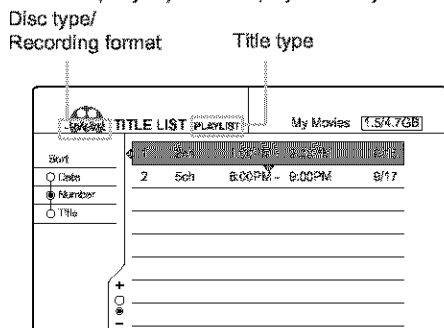 Disc type/
Recording format
Title type
TITLE LIST PLAYLIST My Movies 1.5/4.7GB
Sort
Date
Number
Title
2 5ch 8:00PM - 9:00PM 9/17
+
-